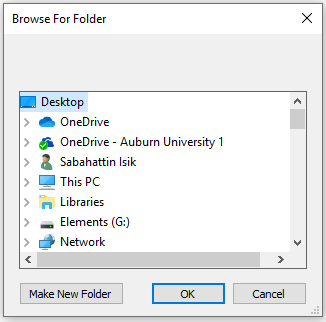 Browse For Folder
Desktop
OneDrive
OneDrive - Auburn University 1
Sabahattin Isik
This PC
Libraries
Elements (G:)
Network
Make New Folder
OK
Cancel